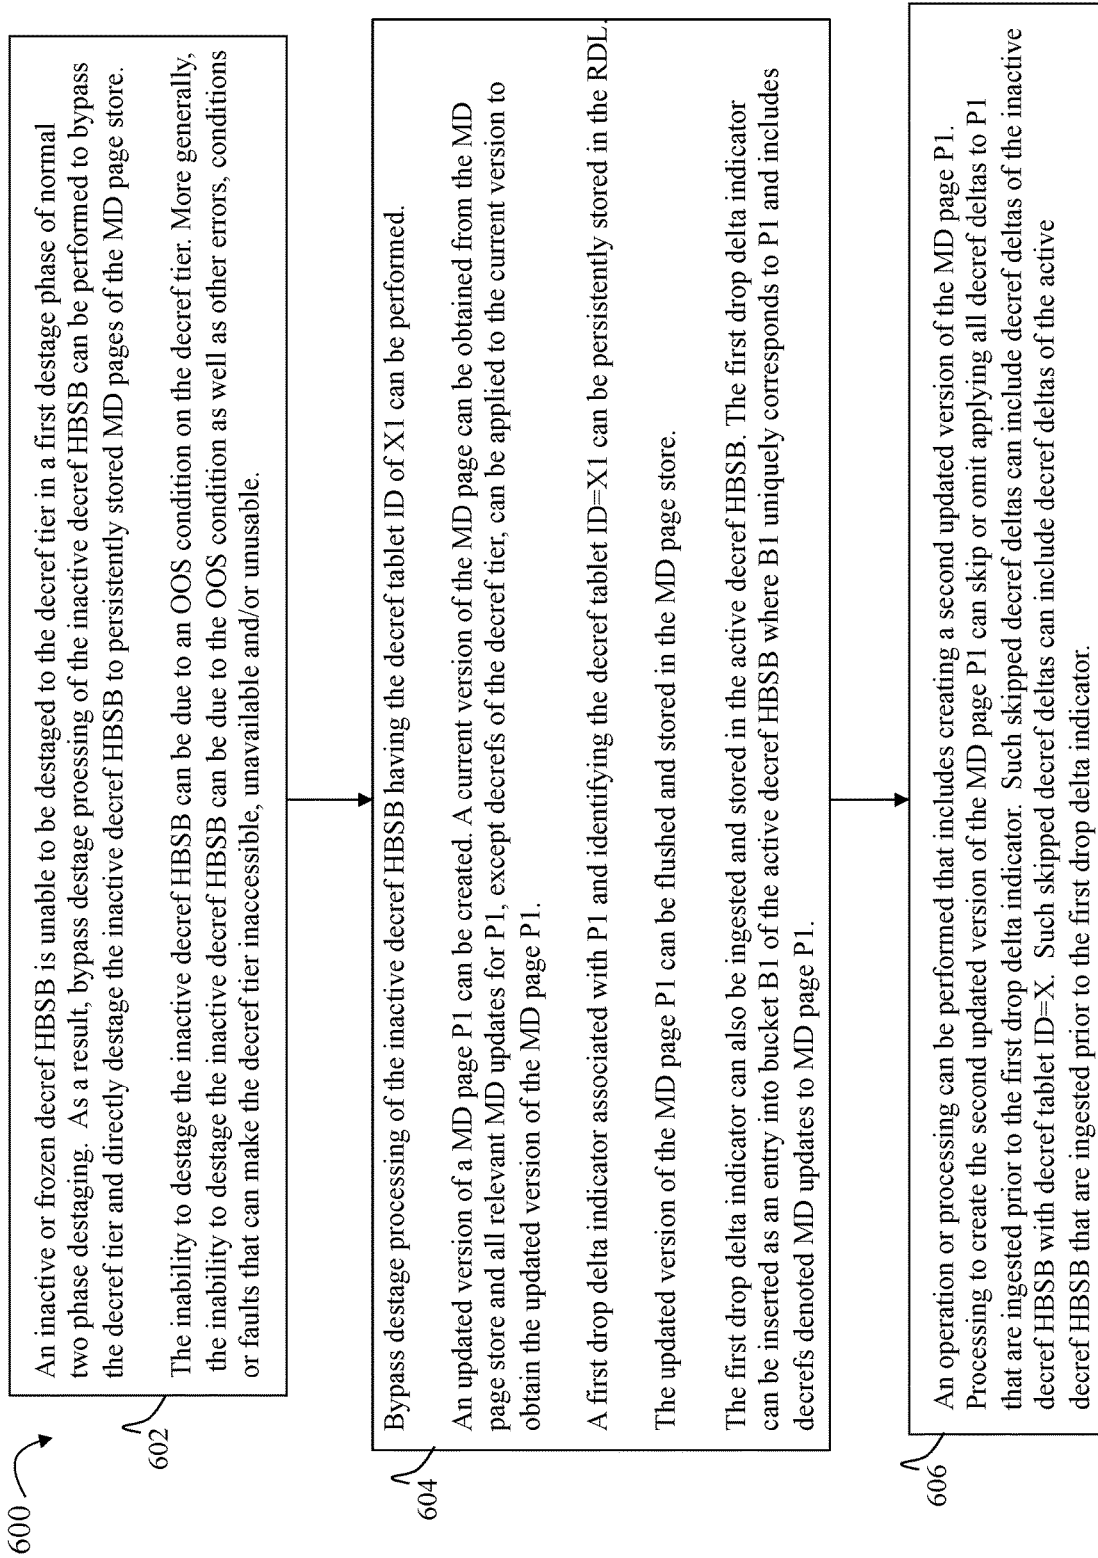 600
An inactive or frozen decref HBSB is unable to be destaged to the decref tier in a first destage phase of normal
two phase destaging.  As a result, bypass destage proessing of the inactive decref HBSB can be performed to bypass
the decref tier and directly destage the inactive decref HBSB to persistently stored MD pages of the MD page store.
The inability to destage the inactive decref HBSB can be due to an OOS condition on the decref tier. More generally,
the inability to destage the inactive decref HBSB can be due to the OOS condition as well as other errors, conditions
or faults that can make the decref tier inaccessible, unavailable and/or unusable.
602
Bypass destage processing of the inactive decref HBSB having the decref tablet ID of X1 can be performed.
An updated version of a MD page P1 can be created. A current version of the MD page can be obtained from the MD
page store and all relevant MD updates for P1, except decrefs of the decref tier, can be applied to the current version to
obtain the updated version of the MD page P1.
A first drop delta indicator associated with P1 and identifying the decref tablet ID=X1 can be persistently stored in the RDL.
The updated version of the MD page P1 can be flushed and stored in the MD page store.
The first drop delta indicator can also be ingested and stored in the active decref HBSB. The first drop delta indicator
can be inserted as an entry into bucket B1 of the active decref HBSB where B1 uniquely corresponds to P1 and includes
decrefs denoted MD updates to MD page P1.
604
An operation or processing can be performed that includes creating a second updated version of the MD page P1.
Processing to create the second updated version of the MD page P1 can skip or omit applying all decref deltas to P1
that are ingested prior to the first drop delta indicator.  Such skipped decref deltas can include decref deltas of the inactive
decref HBSB with decref tablet ID=X.  Such skipped decref deltas can include decref deltas of the active
decref HBSB that are ingested prior to the first drop delta indicator.
606